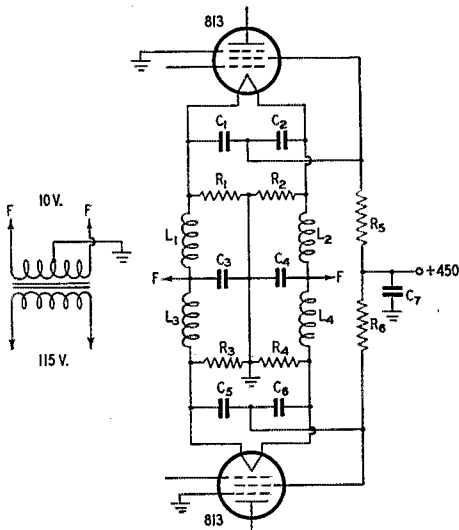 813
C₁
C₂
R₁
R₂
10 V.
F
F
L₁
L₂
R₅
C₃
C₄
F
F
+450
C₇
L₃
L₄
R₆
115 V.
R₃
R₄
C₅
C₆
813